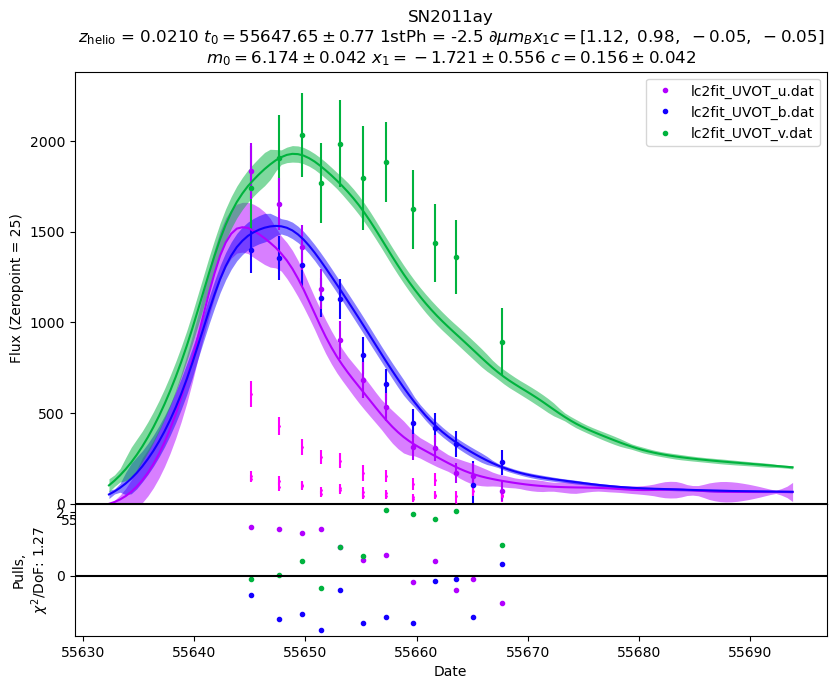 SN2011ay
z_helio = 0.0210 t_0 = 55647.65 ± 0.77 1stPh = -2.5 ∂μm_Bx_1c = [1.12, 0.98, −0.05, −0.05]
m_0 = 6.174 ± 0.042 x_1 = −1.721 ± 0.556 c = 0.156 ± 0.042
lc2fit_UVOT_u.dat
lc2fit_UVOT_b.dat
lc2fit_UVOT_v.dat
Flux (Zeropoint = 25)
2000
1500
1000
500
0
2
0
Pulls,
χ²/DoF: 1.27
55630 55640 55650 55660 55670 55680 55690
Date